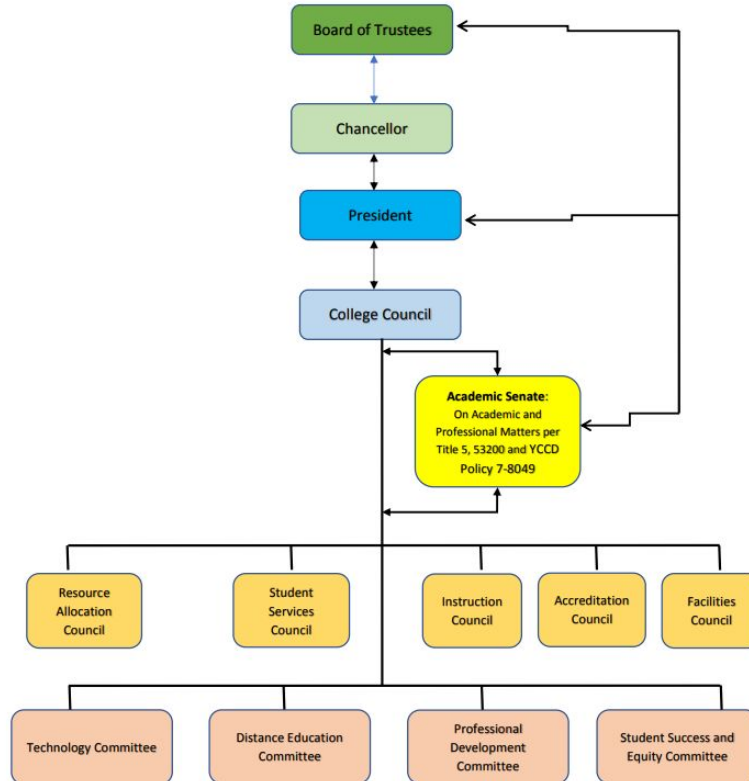 Board of Trustees
Chancellor
President
College Council
Academic Senate:
On Academic and
Professional Matters per
Title 5, 53200 and YCCD
Policy 7-8049
Resource
Allocation
Council
Student
Services
Council
Instruction
Council
Accreditation
Council
Facilities
Council
Technology Committee
Distance Education
Committee
Professional
Development
Committee
Student Success and
Equity Committee